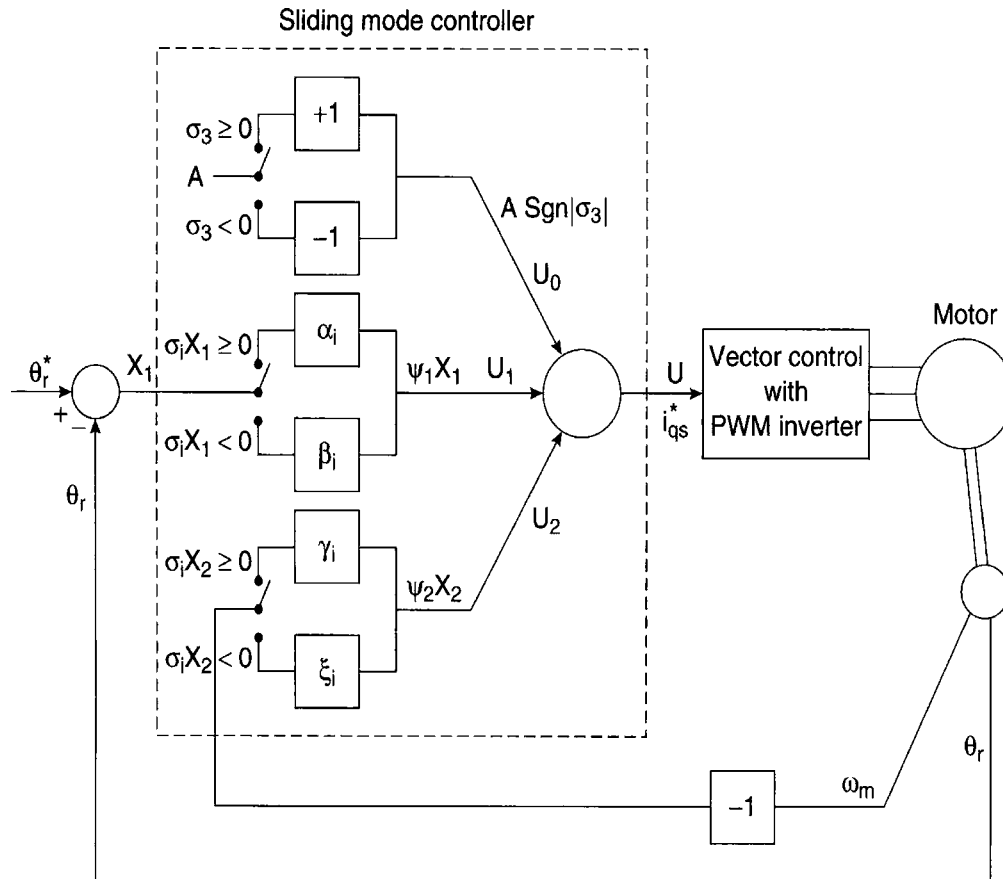 Sliding mode controller
σ₃ ≥ 0
+1
A
σ₃ < 0
−1
A Sgn|σ₃|
U₀
σᵢX₁ ≥ 0
αᵢ
θᵣ*
+
−
X₁
ψ₁X₁
U₁
σᵢX₁ < 0
βᵢ
U
i*qs
Vector control
with
PWM inverter
Motor
θᵣ
σᵢX₂ ≥ 0
γᵢ
U₂
ψ₂X₂
σᵢX₂ < 0
ξᵢ
−1
ωₘ
θᵣ